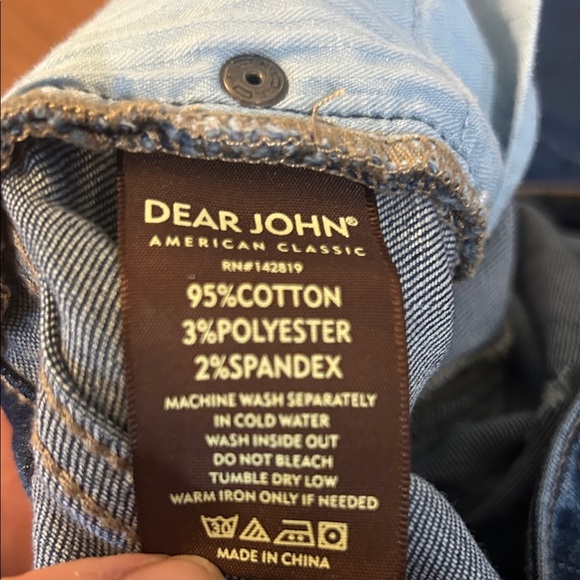 DEAR JOHN®
AMERICAN CLASSIC
RN#142819
95%COTTON
3%POLYESTER
2%SPANDEX
MACHINE WASH SEPARATELY
IN COLD WATER
WASH INSIDE OUT
DO NOT BLEACH
TUMBLE DRY LOW
WARM IRON ONLY IF NEEDED
30
MADE IN CHINA